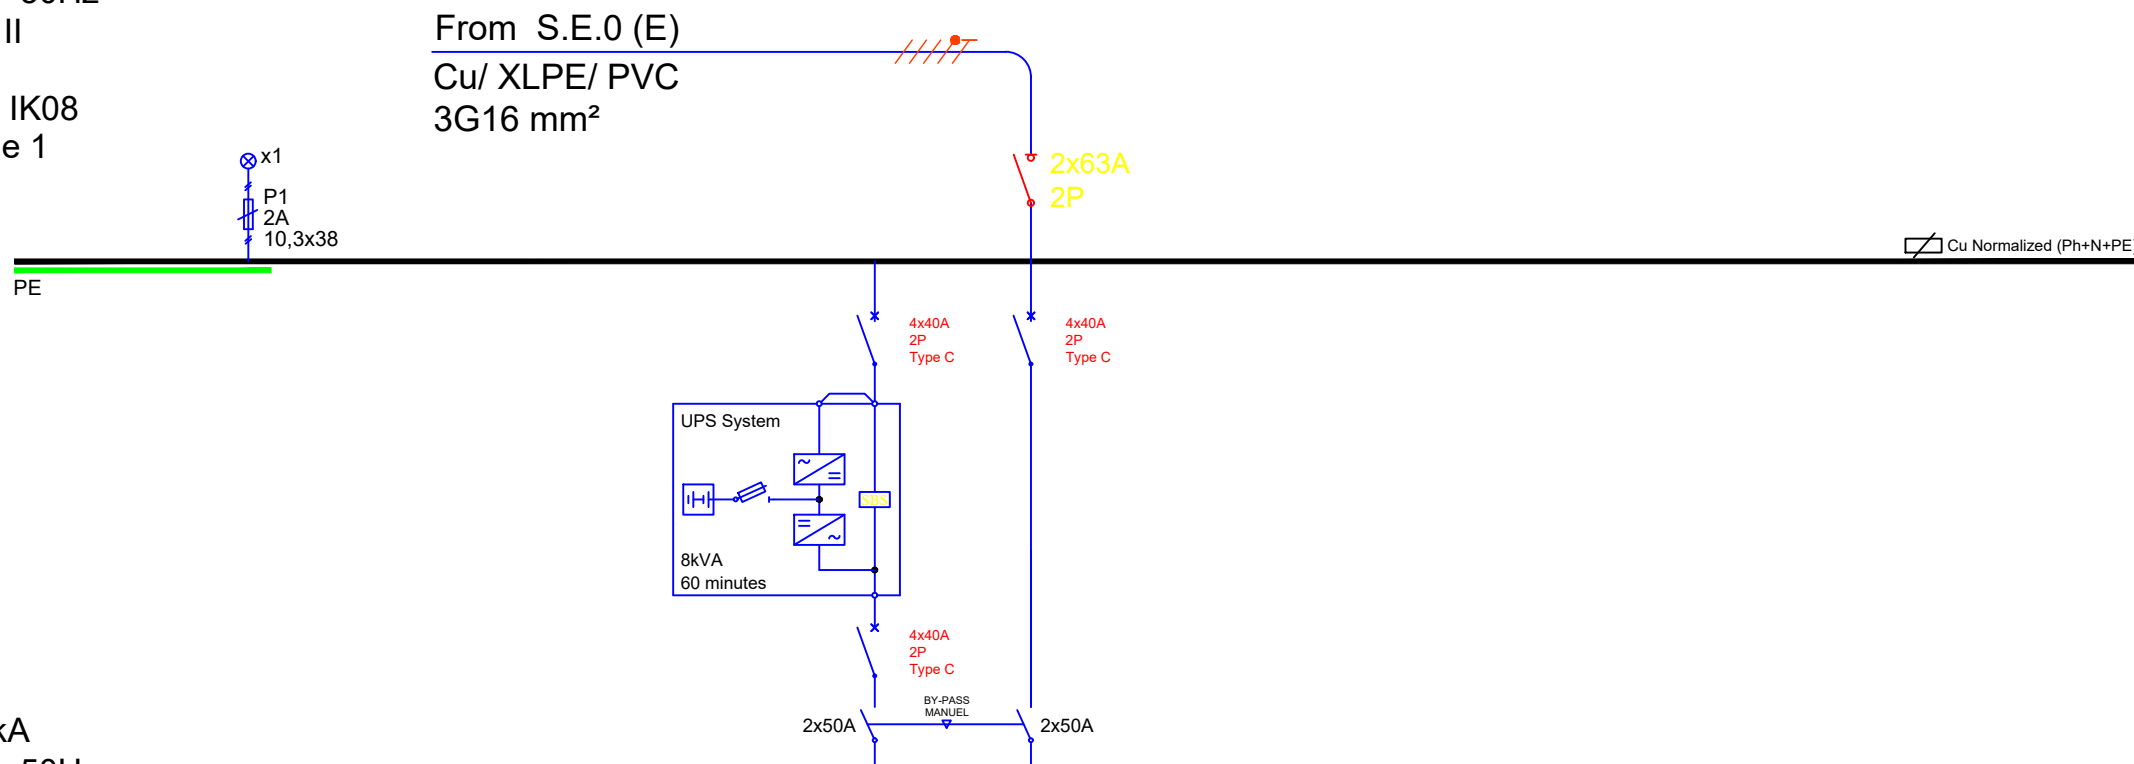 II
IK08
e 1
From  S.E.0 (E)
Cu/ XLPE/ PVC
3G16 mm²
x1
P1
2A
10,3x38
2x63A
2P
Cu Normalized (Ph+N+PE)
PE
4x40A
2P
Type C
4x40A
2P
Type C
UPS System
SBS
8kVA
60 minutes
4x40A
2P
Type C
BY-PASS
MANUEL
2x50A
2x50A
kA